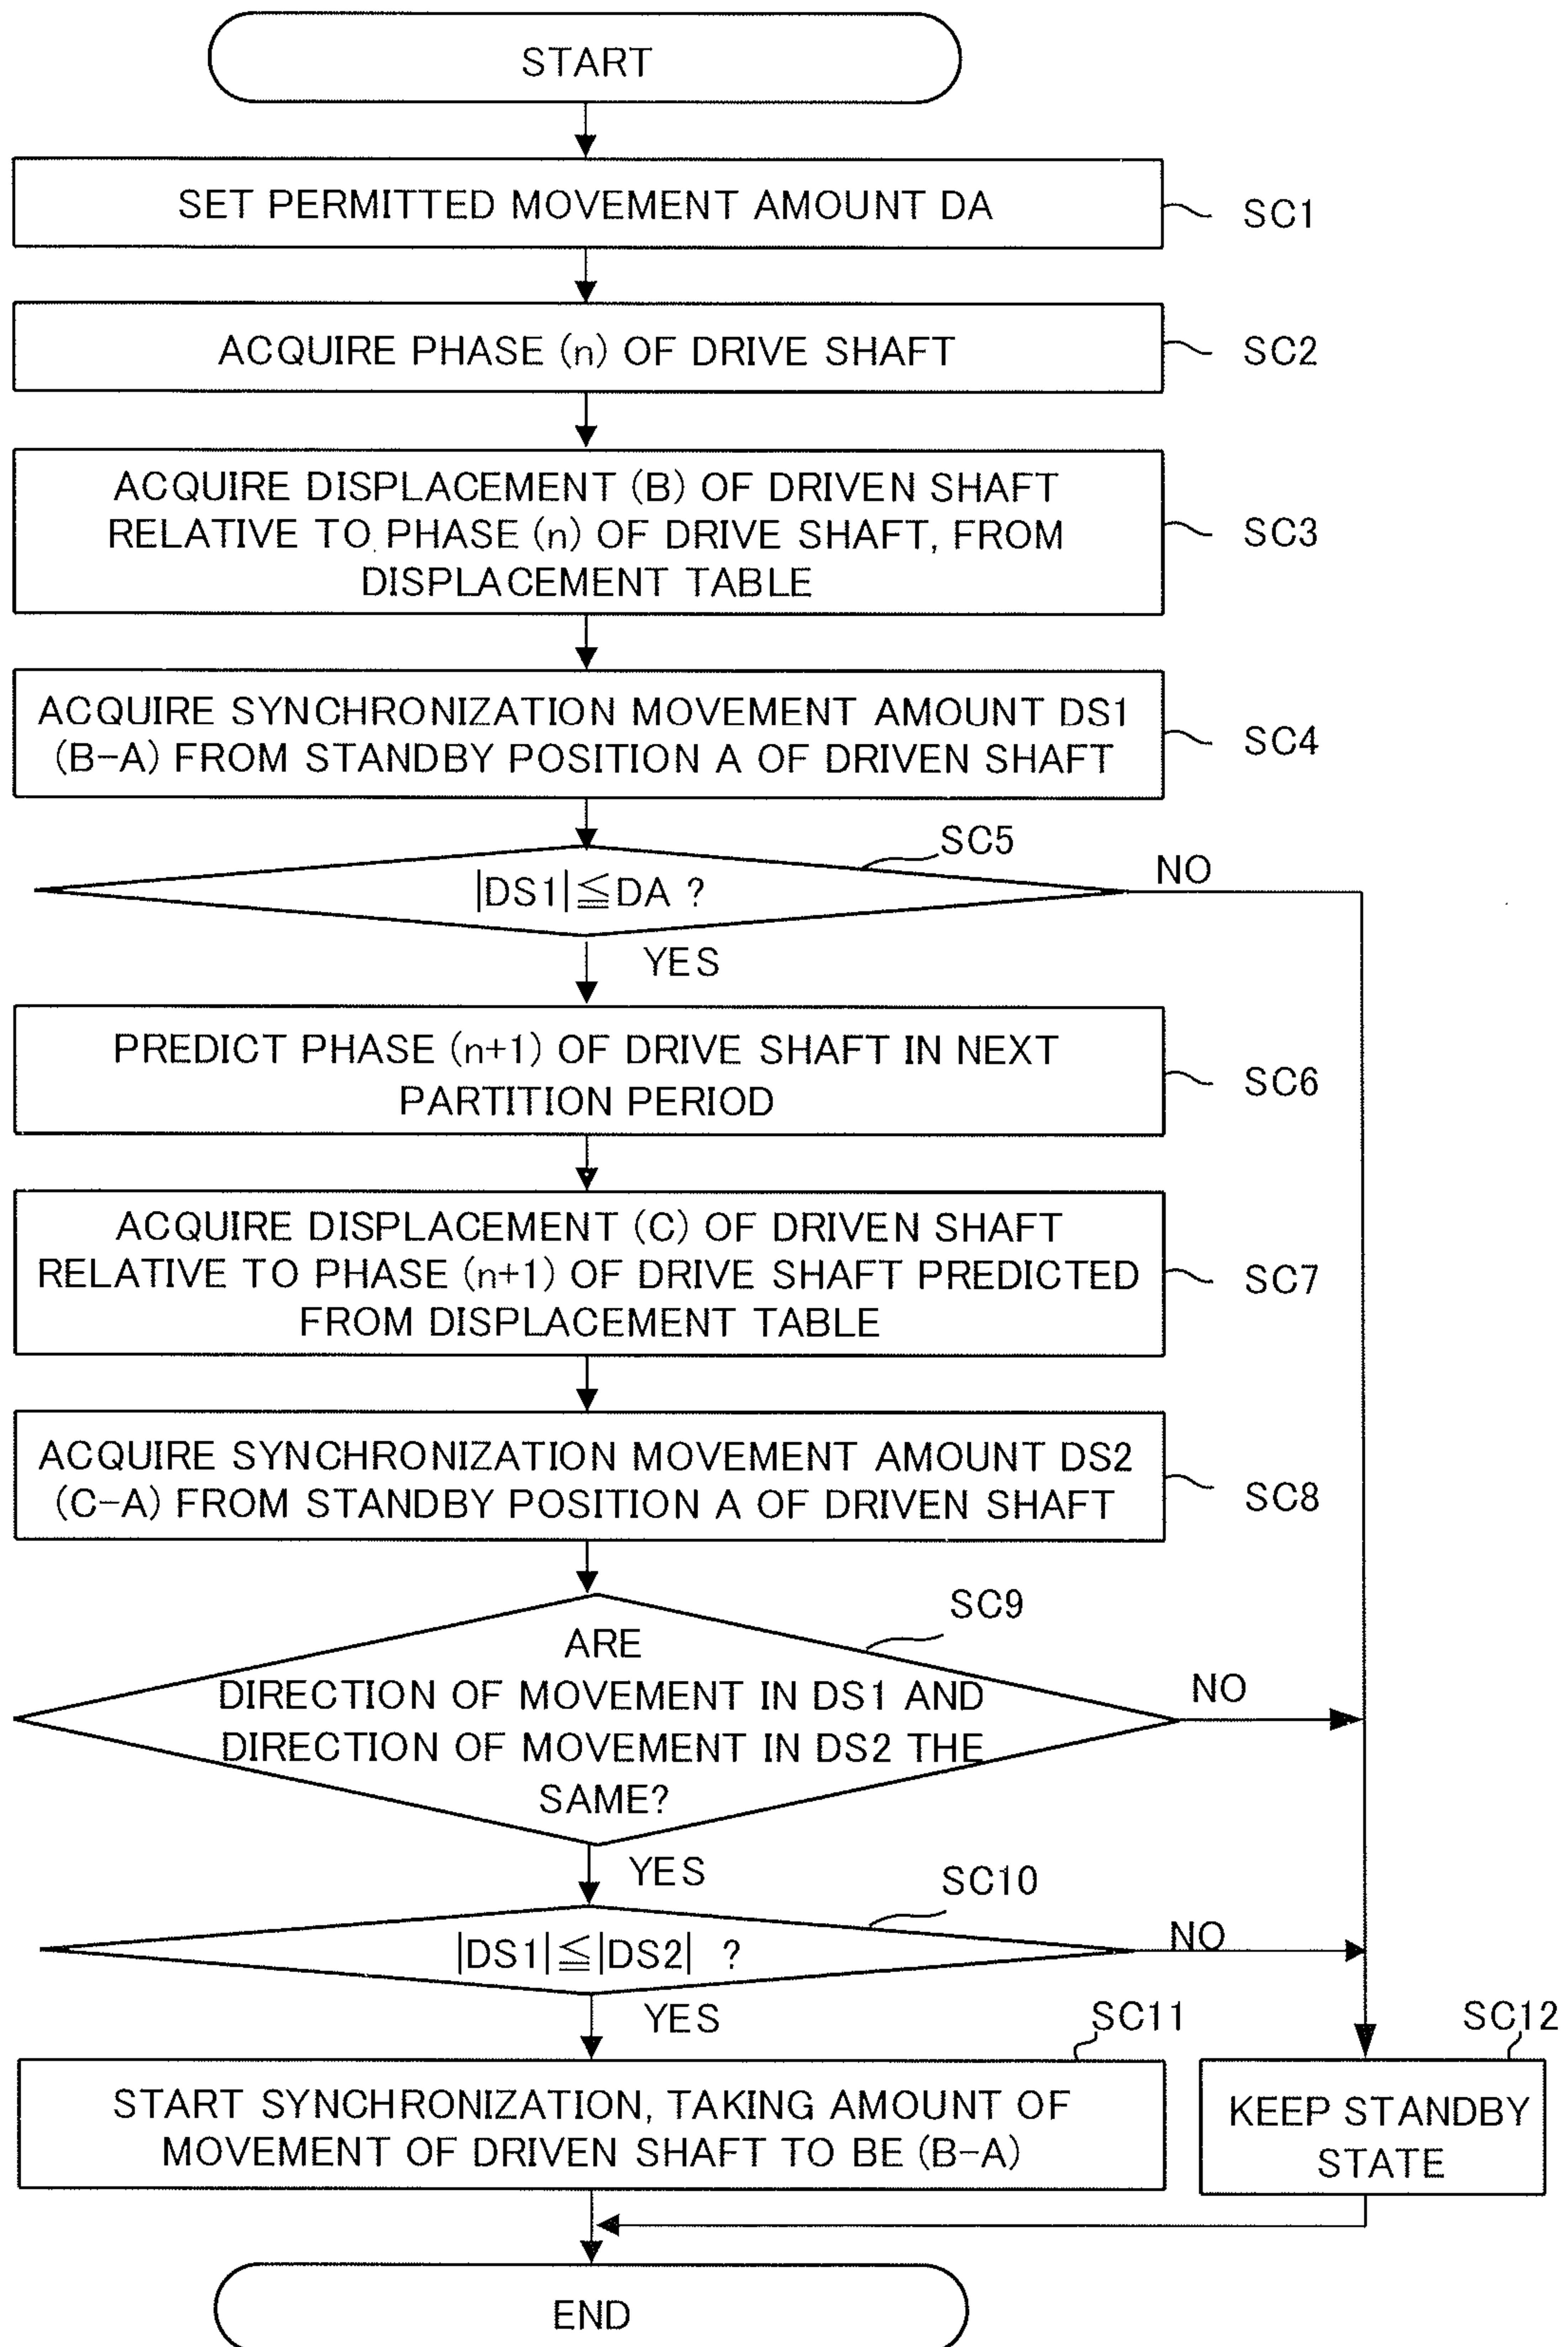 START
SET PERMITTED MOVEMENT AMOUNT DA
SC1
ACQUIRE PHASE (n) OF DRIVE SHAFT
SC2
ACQUIRE DISPLACEMENT (B) OF DRIVEN SHAFT
RELATIVE TO PHASE (n) OF DRIVE SHAFT, FROM
DISPLACEMENT TABLE
SC3
ACQUIRE SYNCHRONIZATION MOVEMENT AMOUNT DS1
(B-A) FROM STANDBY POSITION A OF DRIVEN SHAFT
SC4
SC5
|DS1|≦DA ?
NO
YES
PREDICT PHASE (n+1) OF DRIVE SHAFT IN NEXT
PARTITION PERIOD
SC6
ACQUIRE DISPLACEMENT (C) OF DRIVEN SHAFT
RELATIVE TO PHASE (n+1) OF DRIVE SHAFT PREDICTED
FROM DISPLACEMENT TABLE
SC7
ACQUIRE SYNCHRONIZATION MOVEMENT AMOUNT DS2
(C-A) FROM STANDBY POSITION A OF DRIVEN SHAFT
SC8
SC9
ARE
DIRECTION OF MOVEMENT IN DS1 AND
DIRECTION OF MOVEMENT IN DS2 THE
SAME?
NO
YES
SC10
|DS1|≦|DS2| ?
NO
YES
SC11
START SYNCHRONIZATION, TAKING AMOUNT OF
MOVEMENT OF DRIVEN SHAFT TO BE (B-A)
SC12
KEEP STANDBY
STATE
END